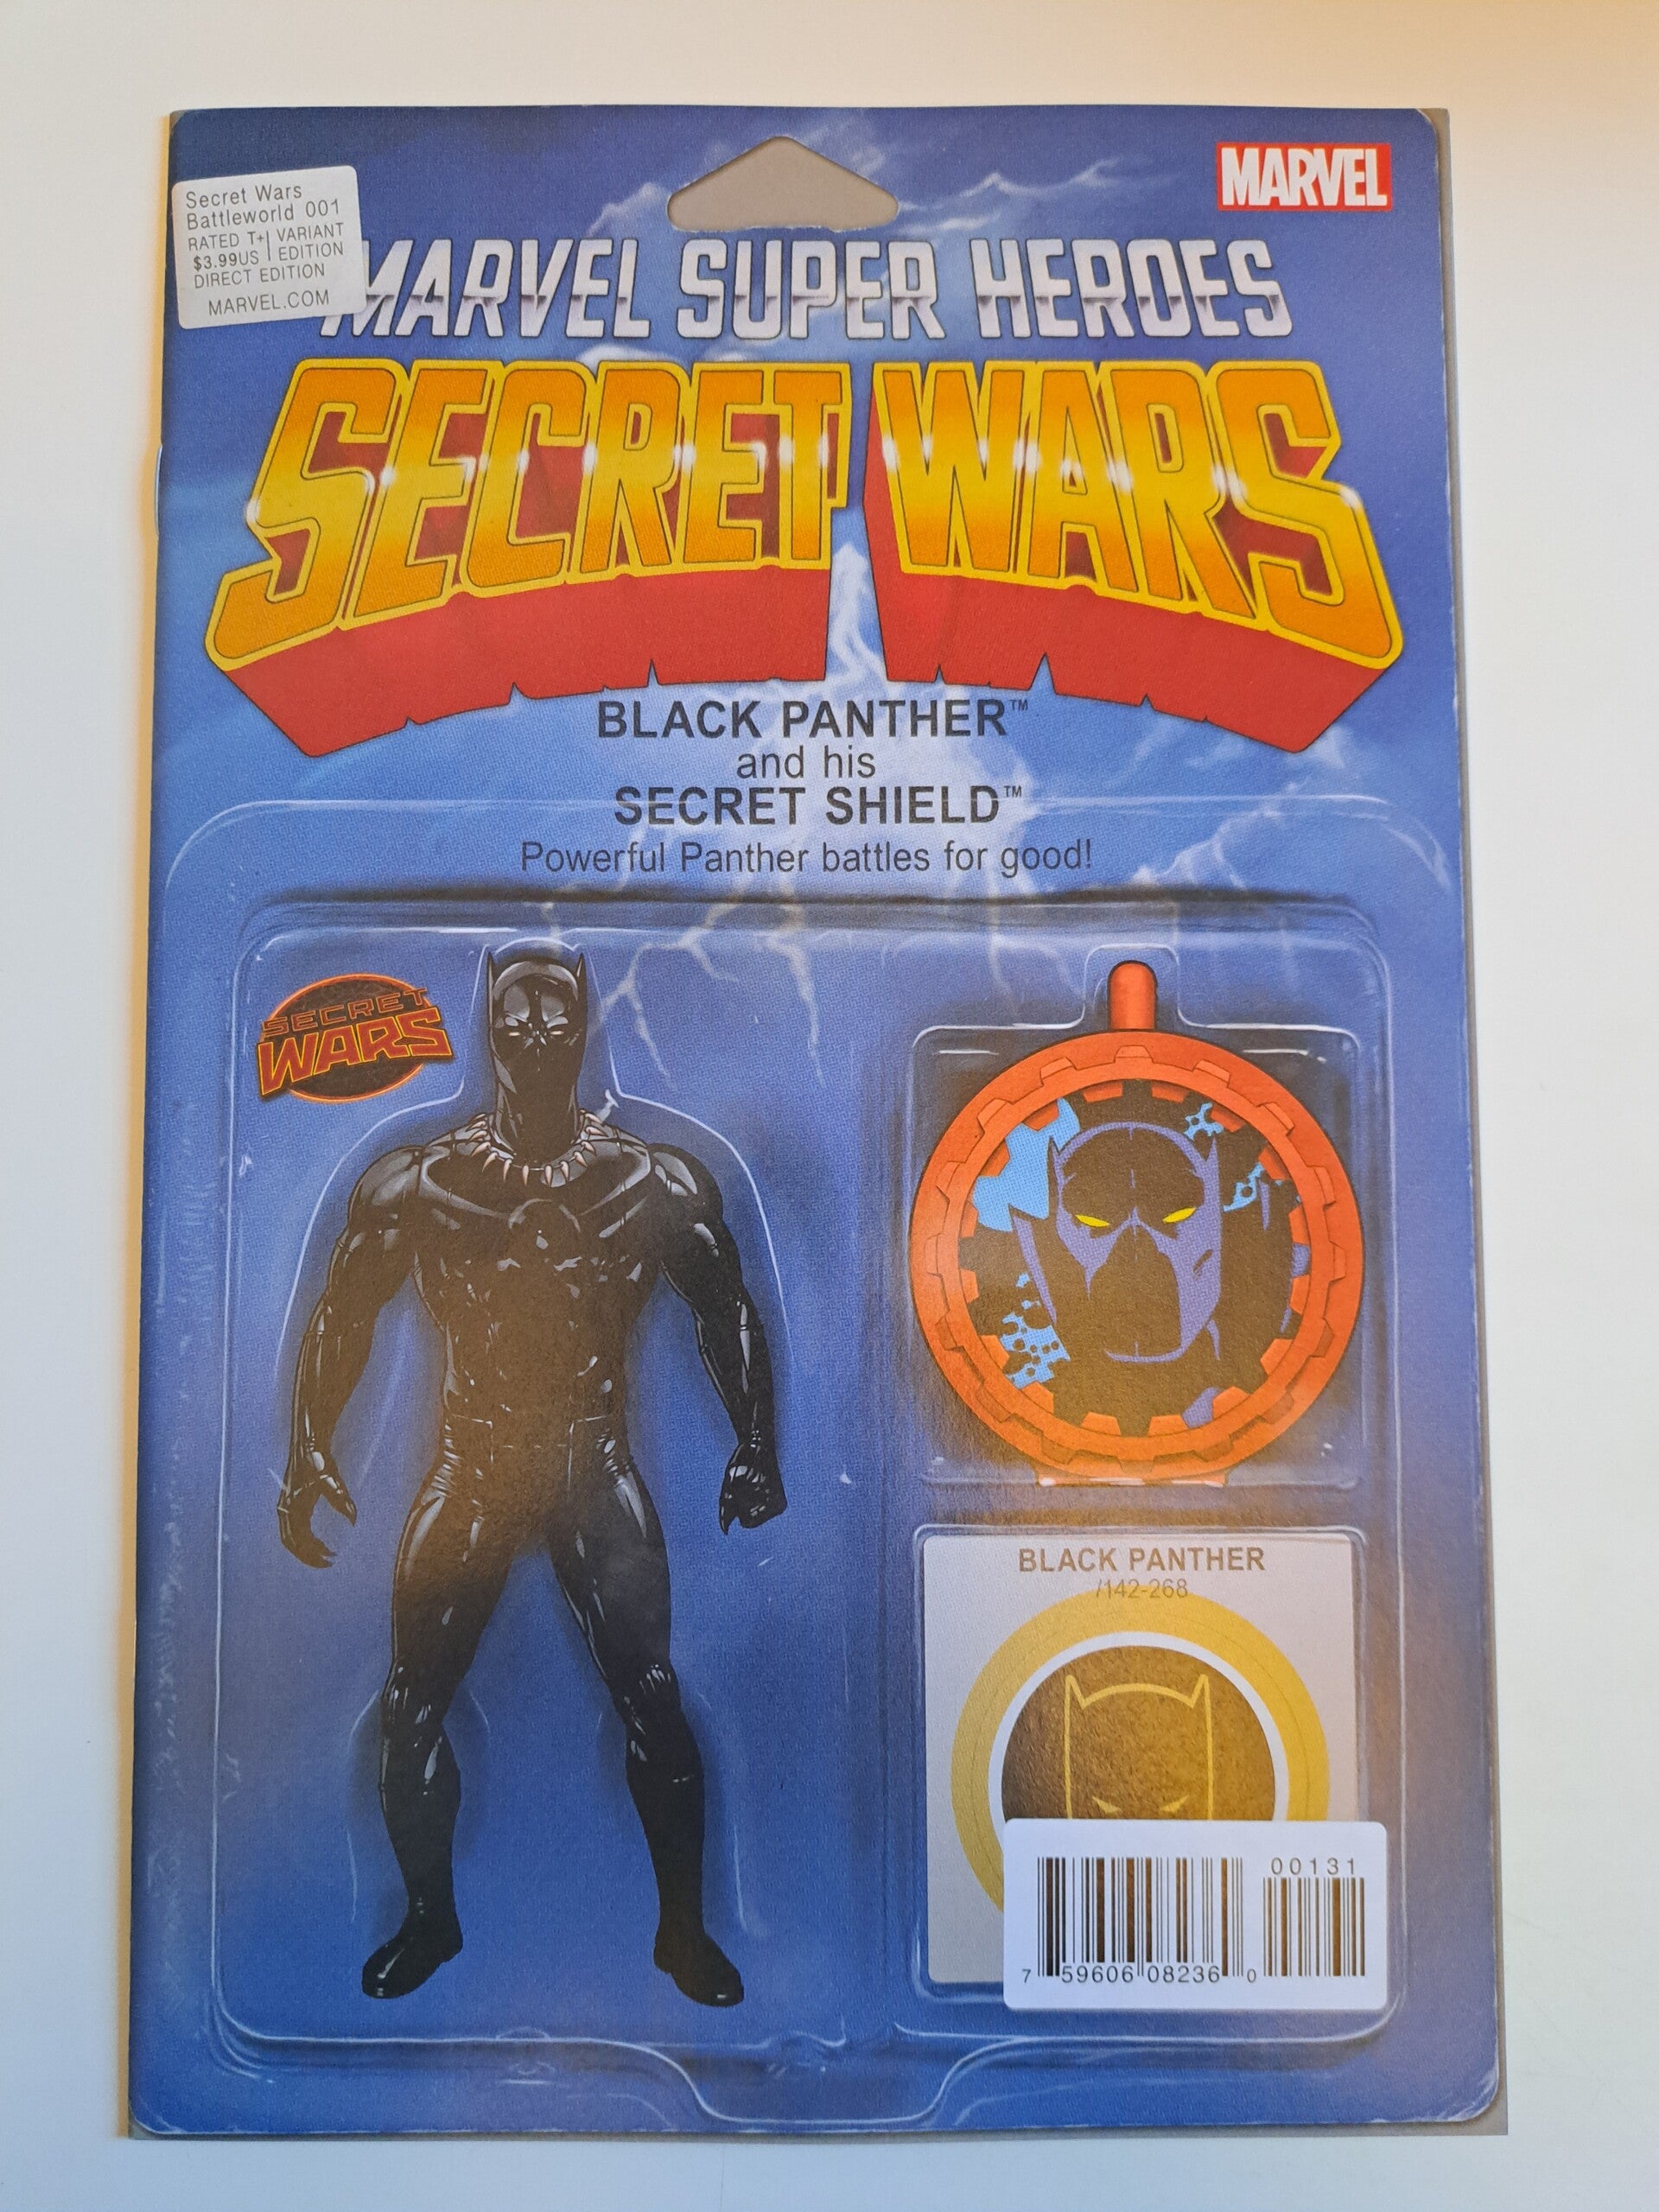 MARVEL
Secret Wars
Battleworld 001
RATED T+ VARIANT
$3.99US EDITION
DIRECT EDITION
MARVEL.COM
MARVEL SUPER HEROES
SECRET WARS
BLACK PANTHER™
and his
SECRET SHIELD™
Powerful Panther battles for good!
SECRET
WARS
BLACK PANTHER
/142-268
00131
7 59606 08236 0